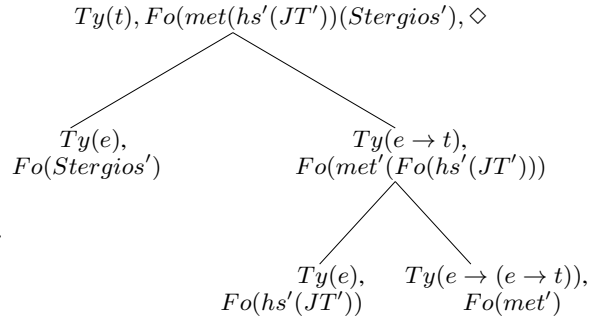 Ty(t), Fo(met(hs′(JT′))(Stergios′), ◇
Ty(e),
Fo(Stergios′)
Ty(e → t),
Fo(met′(Fo(hs′(JT′)))
Ty(e),
Fo(hs′(JT′))
Ty(e → (e → t)),
Fo(met′)